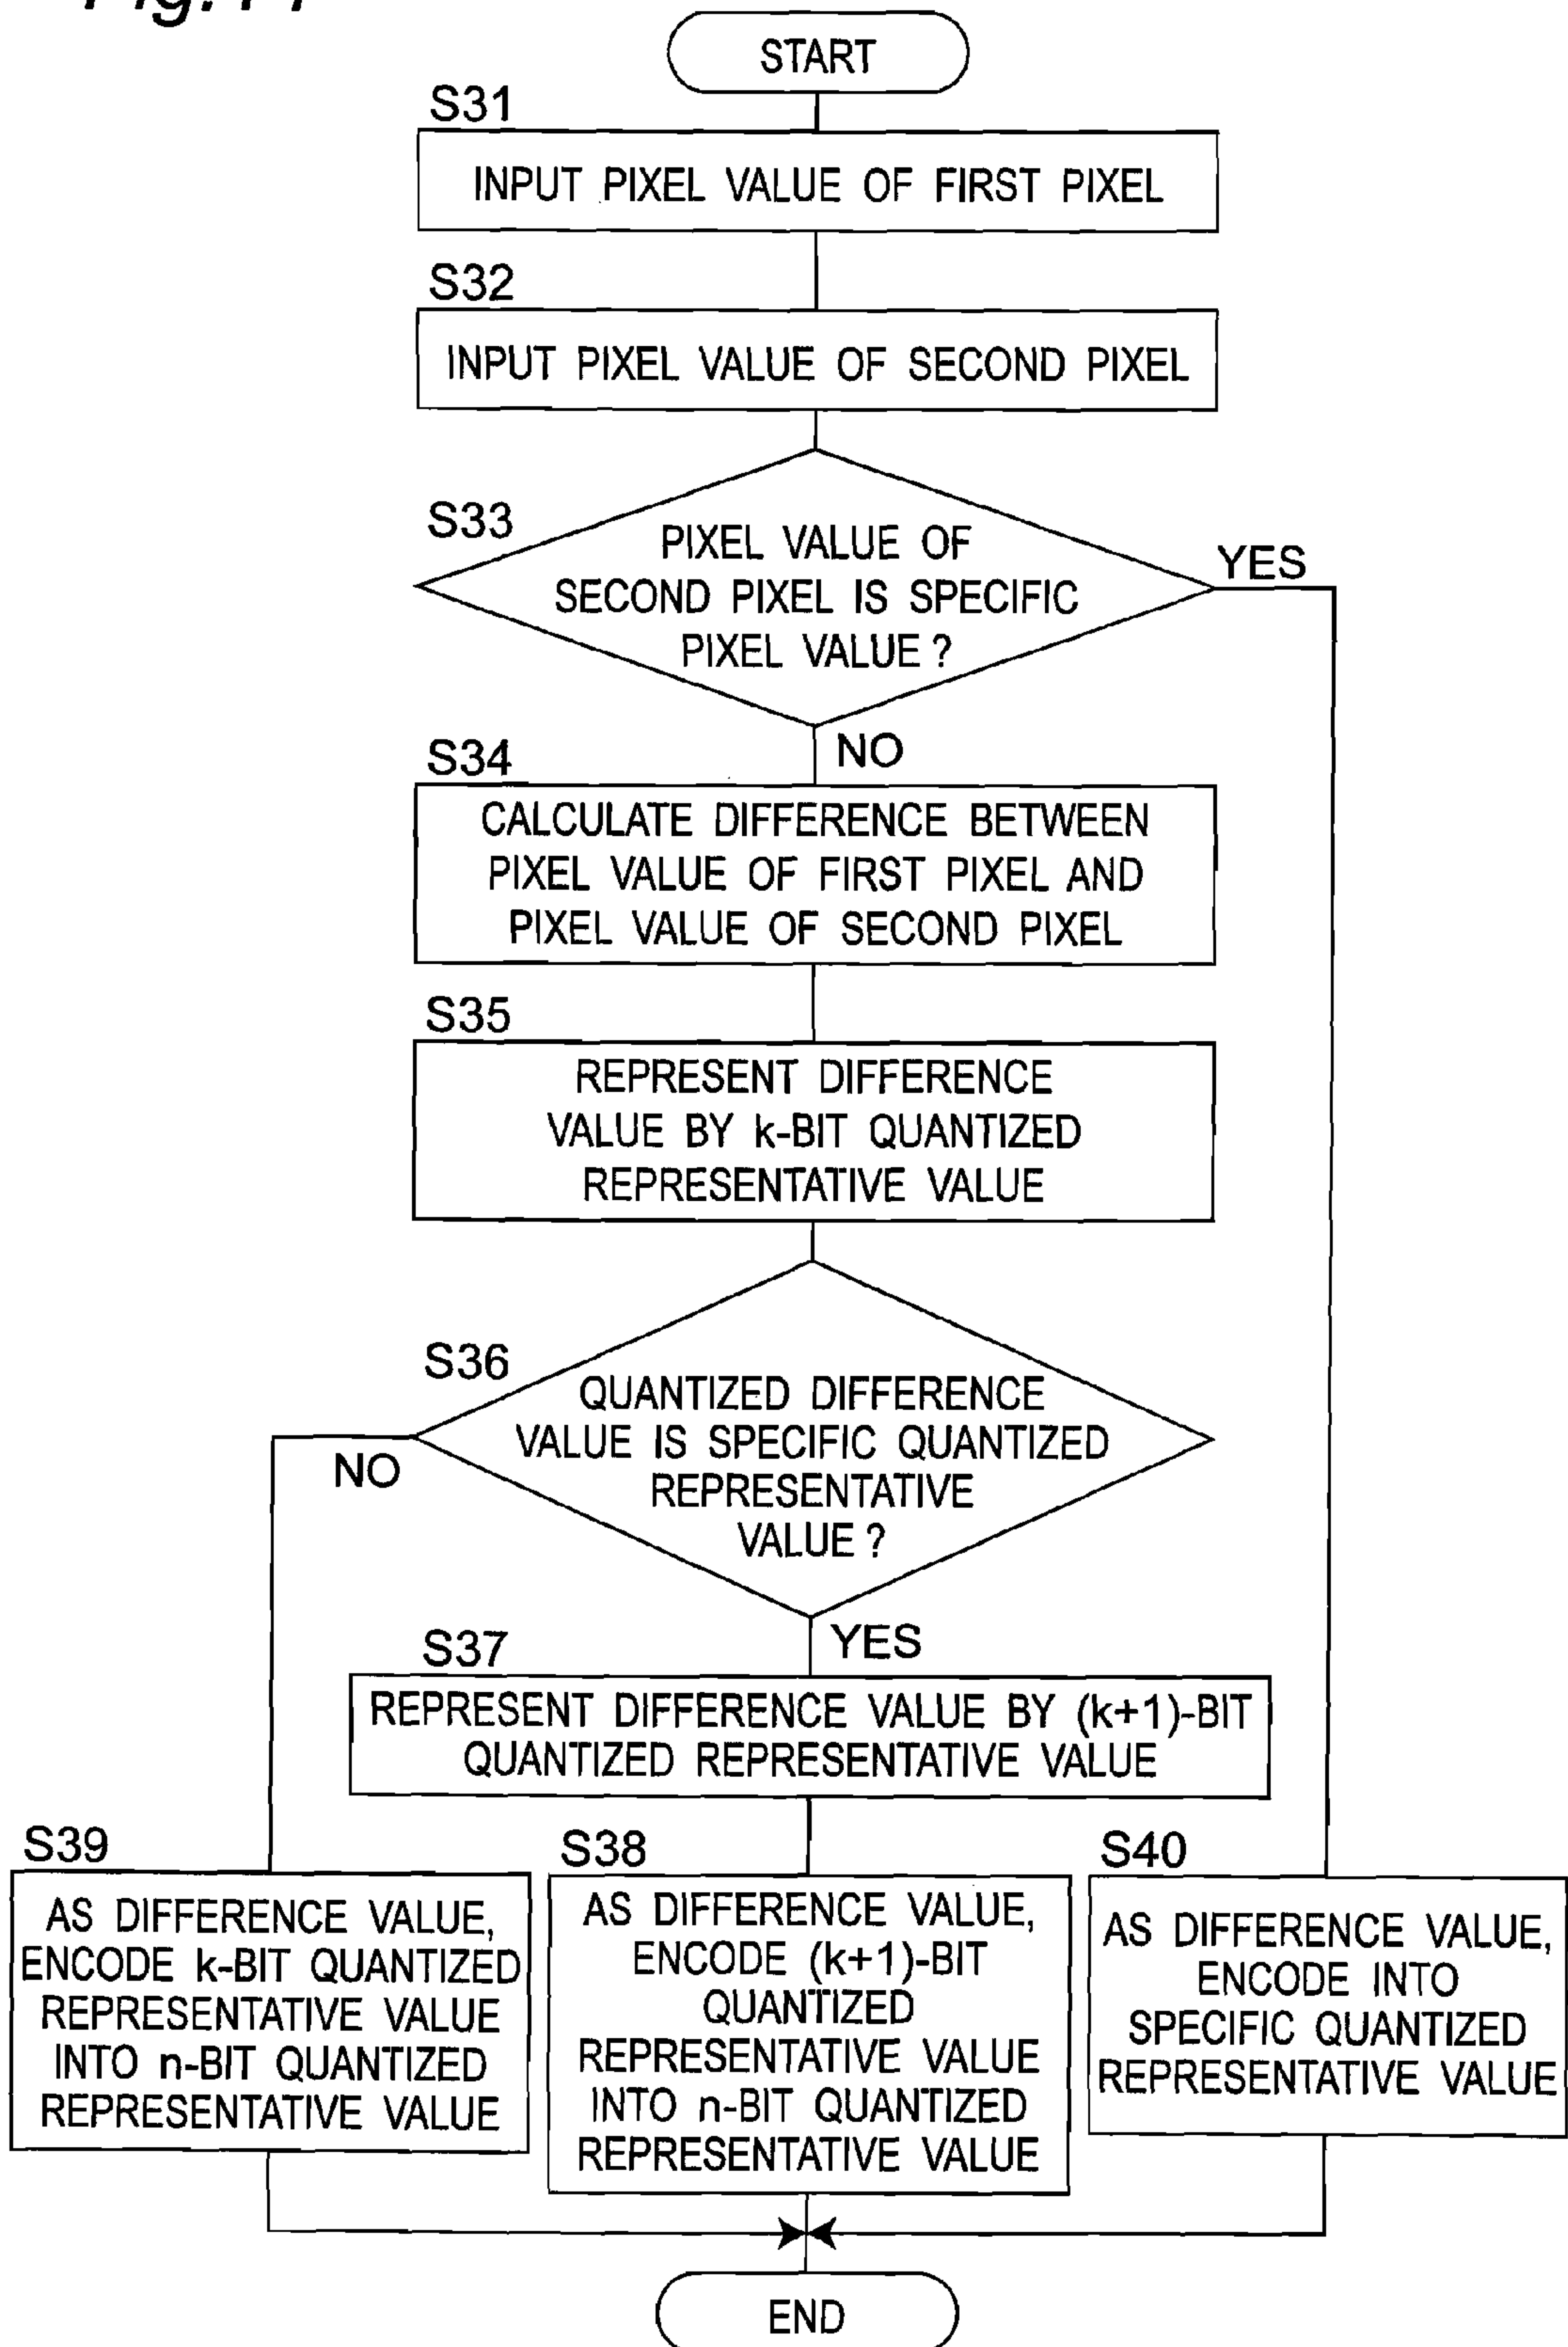 START
S31
INPUT PIXEL VALUE OF FIRST PIXEL
S32
INPUT PIXEL VALUE OF SECOND PIXEL
S33
PIXEL VALUE OF
SECOND PIXEL IS SPECIFIC
PIXEL VALUE ?
YES
NO
S34
CALCULATE DIFFERENCE BETWEEN
PIXEL VALUE OF FIRST PIXEL AND
PIXEL VALUE OF SECOND PIXEL
S35
REPRESENT DIFFERENCE
VALUE BY k-BIT QUANTIZED
REPRESENTATIVE VALUE
S36
QUANTIZED DIFFERENCE
VALUE IS SPECIFIC QUANTIZED
REPRESENTATIVE
VALUE ?
NO
YES
S37
REPRESENT DIFFERENCE VALUE BY (k+1)-BIT
QUANTIZED REPRESENTATIVE VALUE
S39
AS DIFFERENCE VALUE,
ENCODE k-BIT QUANTIZED
REPRESENTATIVE VALUE
INTO n-BIT QUANTIZED
REPRESENTATIVE VALUE
S38
AS DIFFERENCE VALUE,
ENCODE (k+1)-BIT
QUANTIZED
REPRESENTATIVE VALUE
INTO n-BIT QUANTIZED
REPRESENTATIVE VALUE
S40
AS DIFFERENCE VALUE,
ENCODE INTO
SPECIFIC QUANTIZED
REPRESENTATIVE VALUE
END